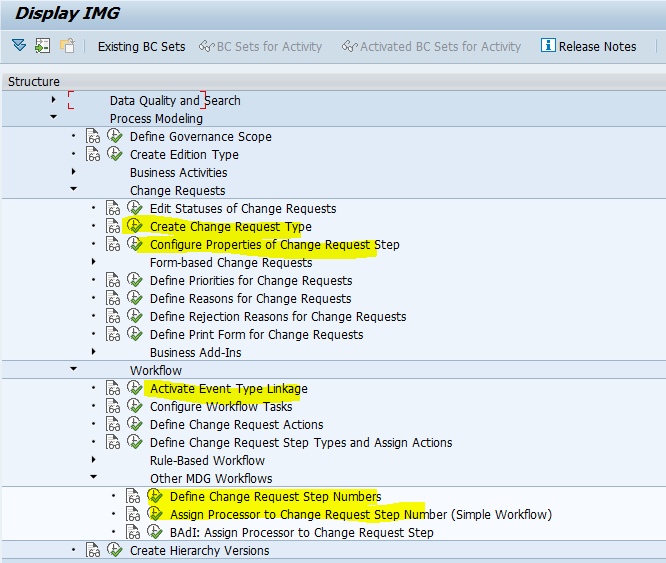 Display IMG
Existing BC Sets BC Sets for Activity Activated BC Sets for Activity Release Notes
Structure
Data Quality and Search
Process Modeling
Define Governance Scope
Create Edition Type
Business Activities
Change Requests
Edit Statuses of Change Requests
Create Change Request Type
Configure Properties of Change Request Step
Form-based Change Requests
Define Priorities for Change Requests
Define Reasons for Change Requests
Define Rejection Reasons for Change Requests
Define Print Form for Change Requests
Business Add-Ins
Workflow
Activate Event Type Linkage
Configure Workflow Tasks
Define Change Request Actions
Define Change Request Step Types and Assign Actions
Rule-Based Workflow
Other MDG Workflows
Define Change Request Step Numbers
Assign Processor to Change Request Step Number (Simple Workflow)
BAdI: Assign Processor to Change Request Step
Create Hierarchy Versions